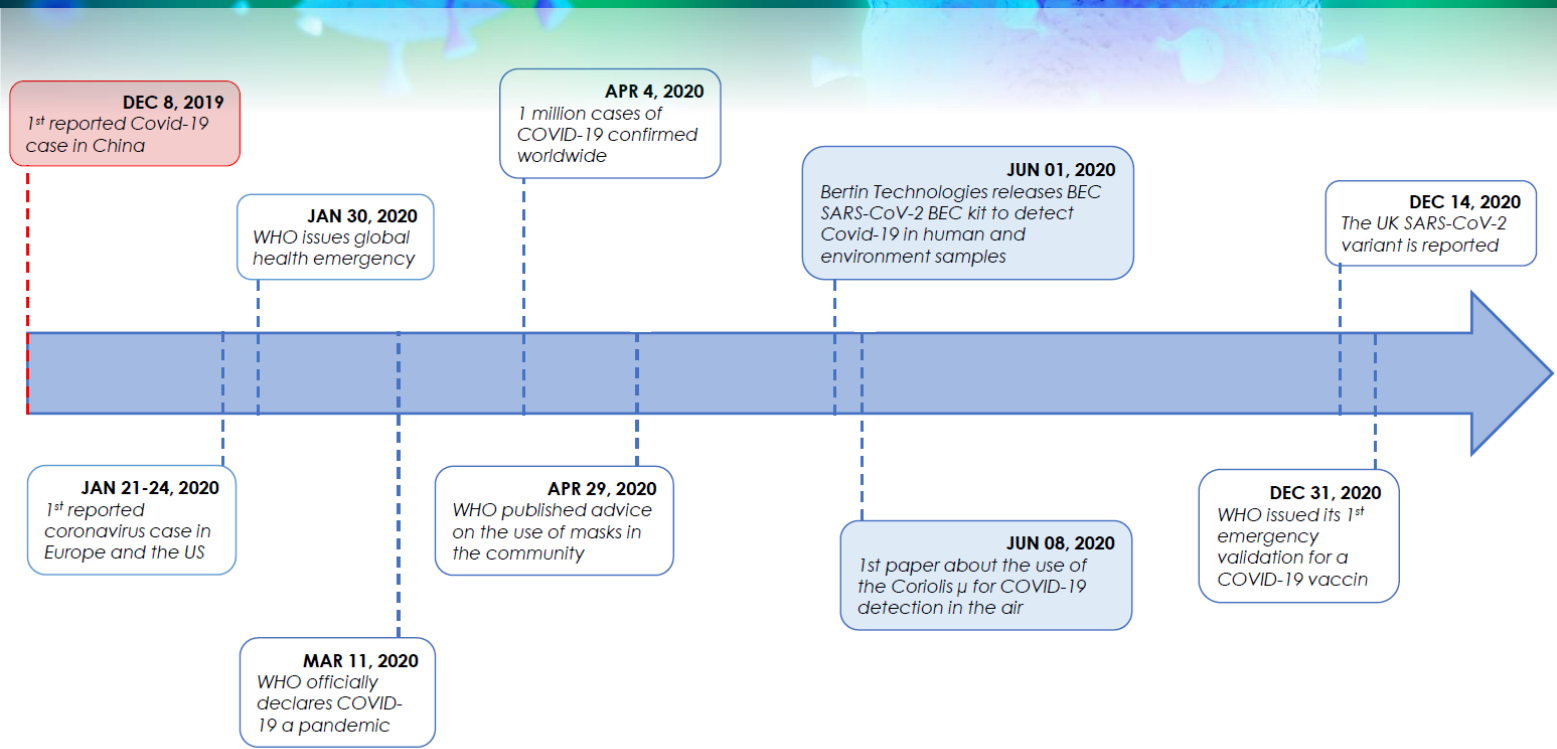 DEC 8, 2019
1st reported Covid-19
case in China
JAN 21-24, 2020
1st reported
coronavirus case in
Europe and the US
JAN 30, 2020
WHO issues global
health emergency
MAR 11, 2020
WHO officially
declares COVID-
19 a pandemic
APR 4, 2020
1 million cases of
COVID-19 confirmed
worldwide
APR 29, 2020
WHO published advice
on the use of masks in
the community
JUN 01, 2020
Bertin Technologies releases BEC
SARS-CoV-2 BEC kit to detect
Covid-19 in human and
environment samples
JUN 08, 2020
1st paper about the use of
the Coriolis µ for COVID-19
detection in the air
DEC 14, 2020
The UK SARS-CoV-2
variant is reported
DEC 31, 2020
WHO issued its 1st
emergency
validation for a
COVID-19 vaccin